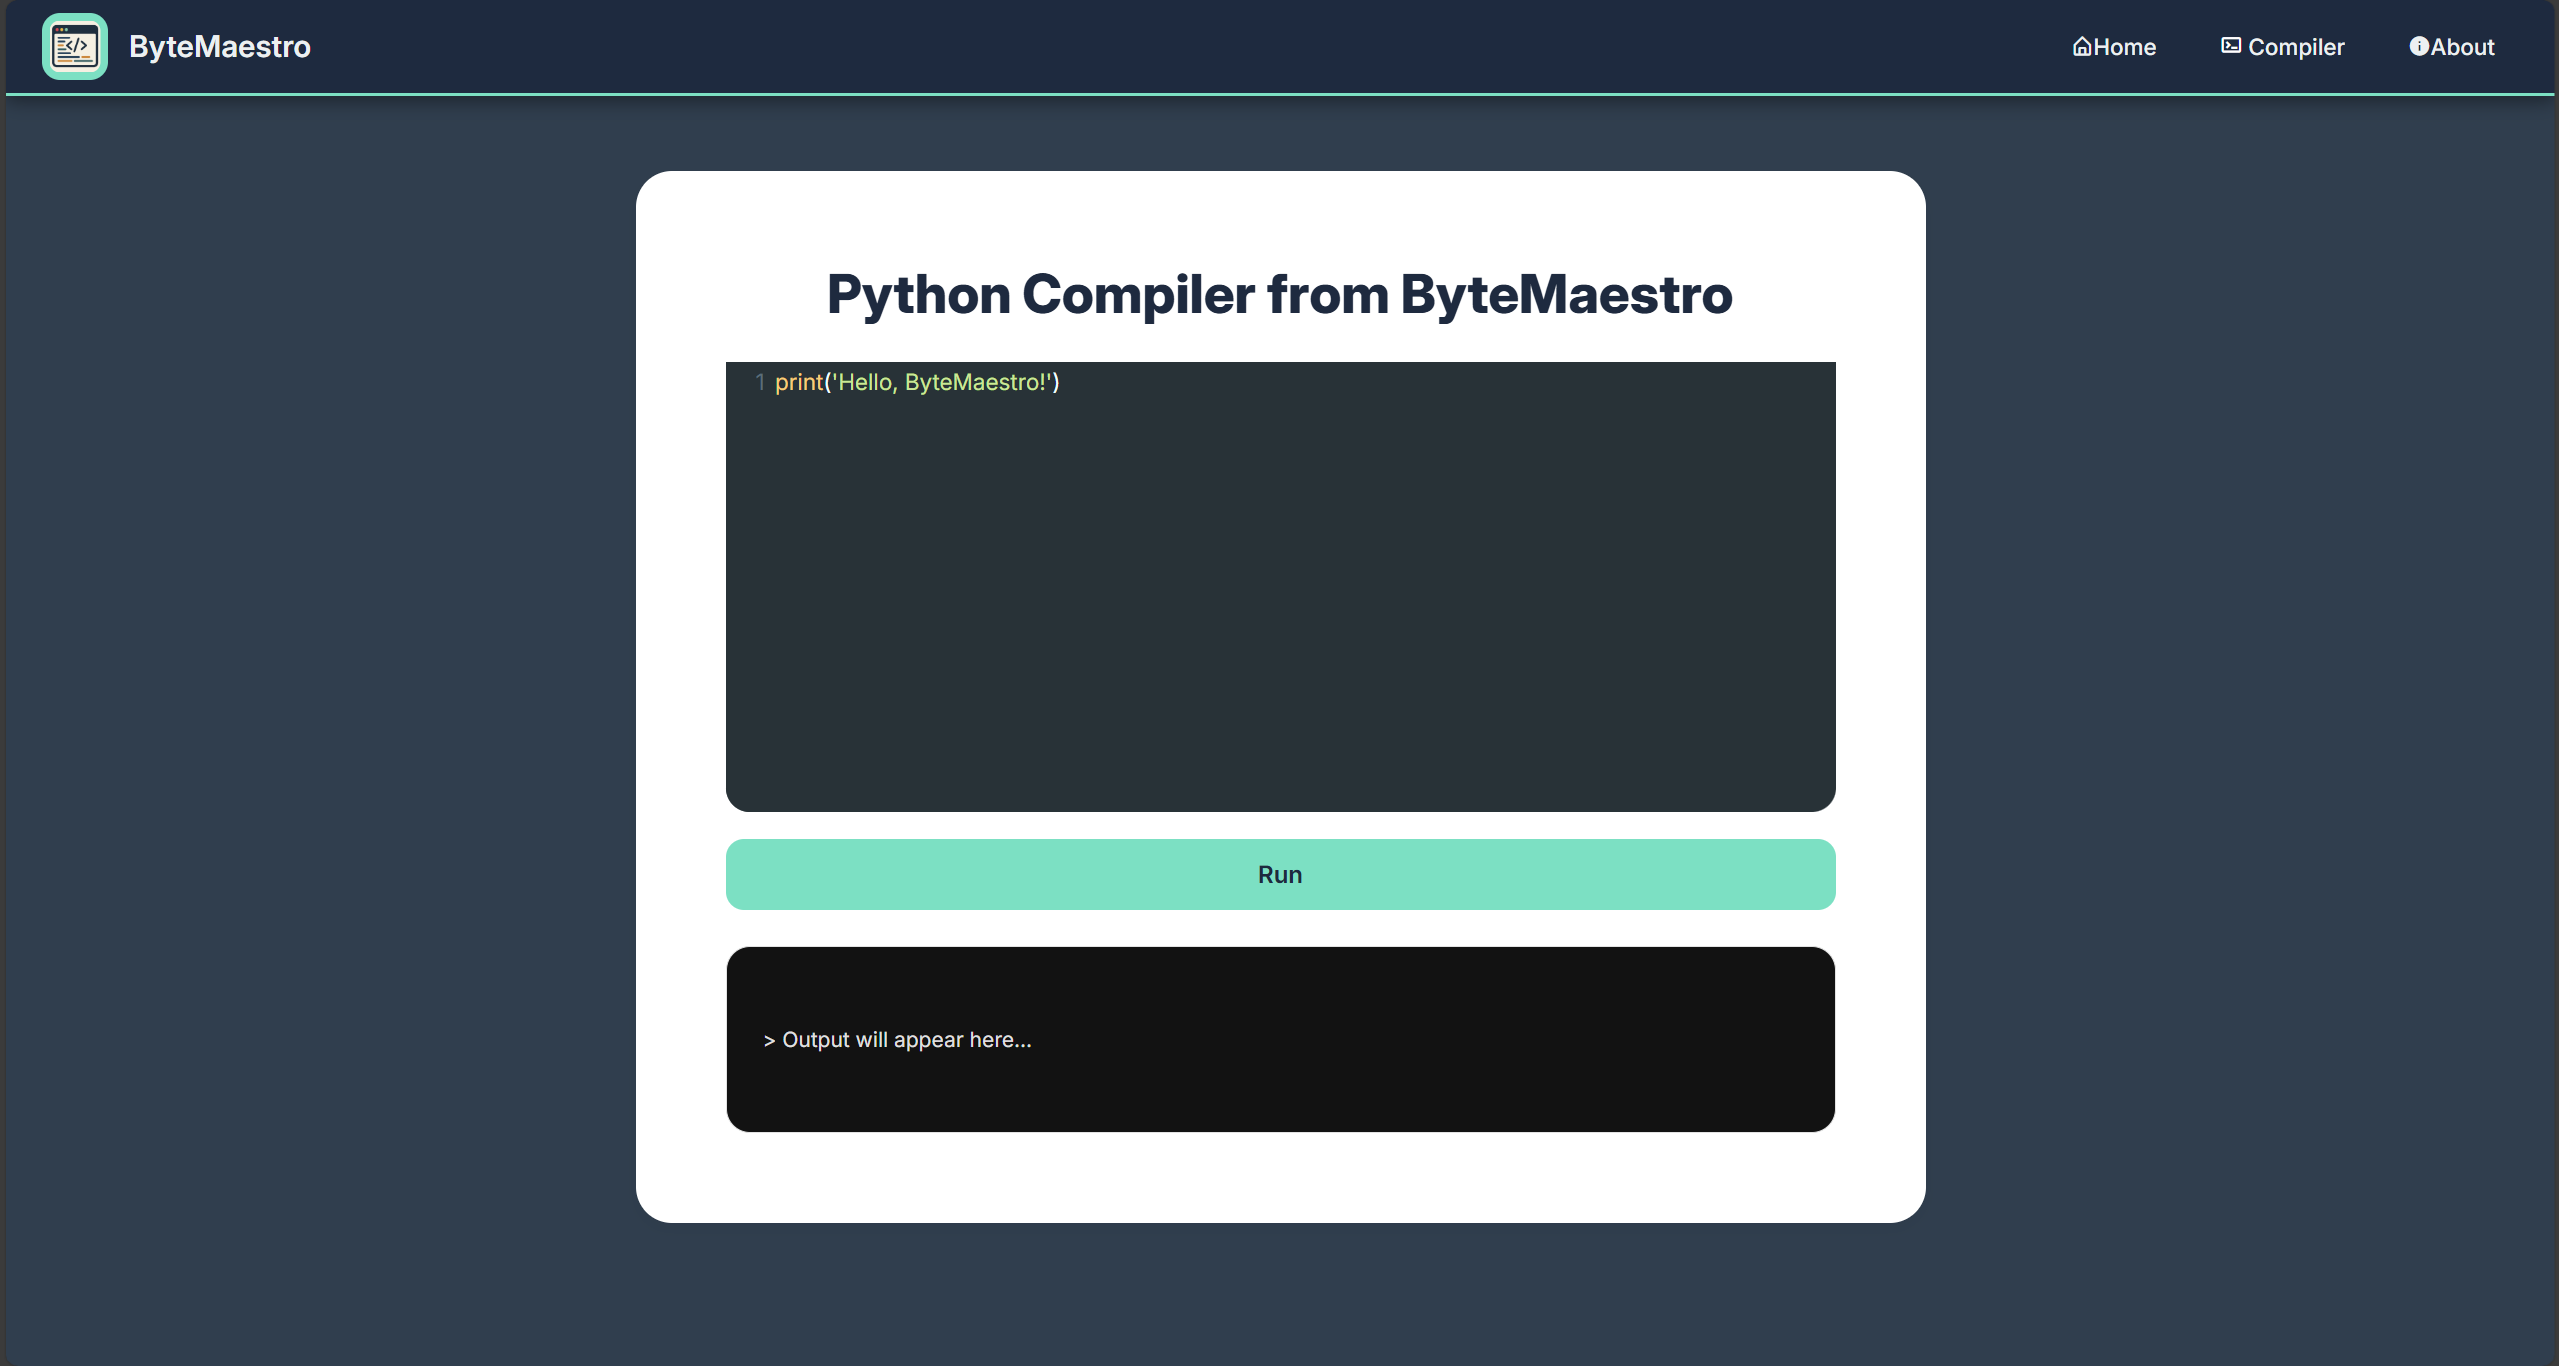 ByteMaestro
Home Compiler About
Python Compiler from ByteMaestro
1 print('Hello, ByteMaestro!')
Run
> Output will appear here...